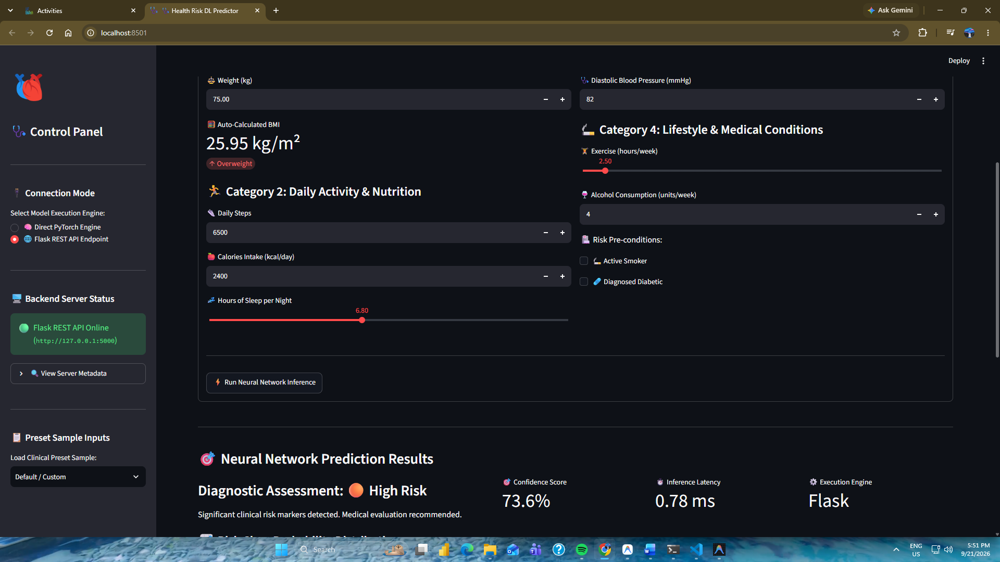 Activities
Health Risk DL Predictor
Ask Gemini
localhost:8501
Deploy
Control Panel
Connection Mode
Select Model Execution Engine:
Direct PyTorch Engine
Flask REST API Endpoint
Backend Server Status
Flask REST API Online
(http://127.0.0.1:5000)
View Server Metadata
Preset Sample Inputs
Load Clinical Preset Sample:
Default / Custom
Weight (kg)
75.00
Auto-Calculated BMI
25.95 kg/m²
↑ Overweight
Category 2: Daily Activity & Nutrition
Daily Steps
6500
Calories Intake (kcal/day)
2400
Hours of Sleep per Night
6.80
Diastolic Blood Pressure (mmHg)
82
Category 4: Lifestyle & Medical Conditions
Exercise (hours/week)
2.50
Alcohol Consumption (units/week)
4
Risk Pre-conditions:
Active Smoker
Diagnosed Diabetic
Run Neural Network Inference
Neural Network Prediction Results
Diagnostic Assessment: High Risk
Significant clinical risk markers detected. Medical evaluation recommended.
Confidence Score
73.6%
Inference Latency
0.78 ms
Execution Engine
Flask
Search
ENG
US
5:51 PM
9/21/2026